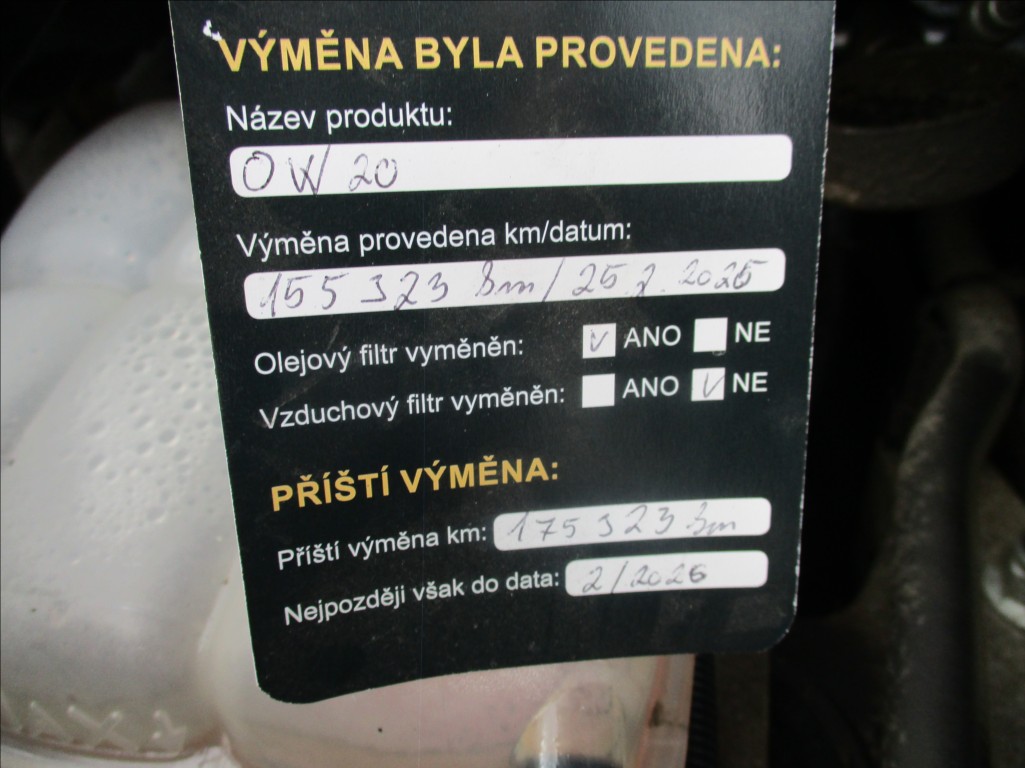 VÝMĚNA BYLA PROVEDENA:
Název produktu:
OW 20
Výměna provedena km/datum:
155 323 km/ 25 2. 2025
Olejový filtr vyměněn: V ANO NE
Vzduchový filtr vyměněn: ANO V NE
PŘÍŠTÍ VÝMĚNA:
Příští výměna km: 175 323 km
Nejpozději však do data: 2/2026
MAX